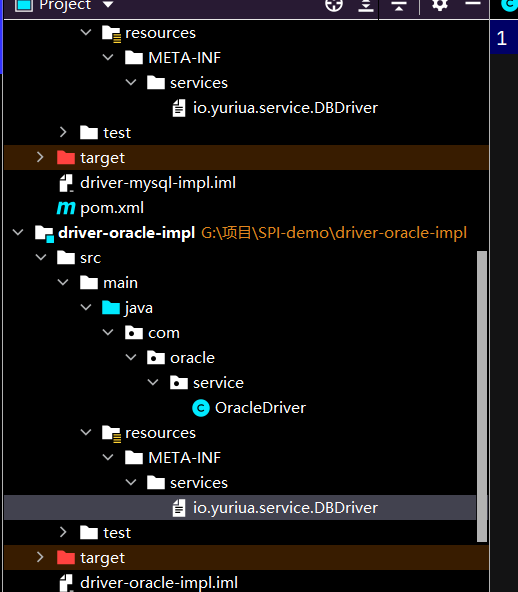 Project
resources
META-INF
services
io.yuriua.service.DBDriver
test
target
driver-mysql-impl.iml
pom.xml
driver-oracle-impl G:\项目\SPI-demo\driver-oracle-impl
src
main
java
com
oracle
service
OracleDriver
resources
META-INF
services
io.yuriua.service.DBDriver
test
target
driver-oracle-impl.iml
1